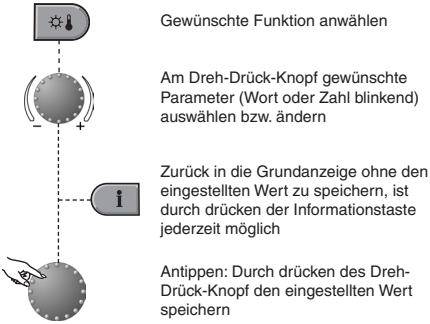 Gewünschte Funktion anwählen
Am Dreh-Drück-Knopf gewünschte
Parameter (Wort oder Zahl blinkend)
auswählen bzw. ändern
− +
Zurück in die Grundanzeige ohne den
eingestellten Wert zu speichern, ist
durch drücken der Informationstaste
jederzeit möglich
i
Antippen: Durch drücken des Dreh-
Drück-Knopf den eingestellten Wert
speichern